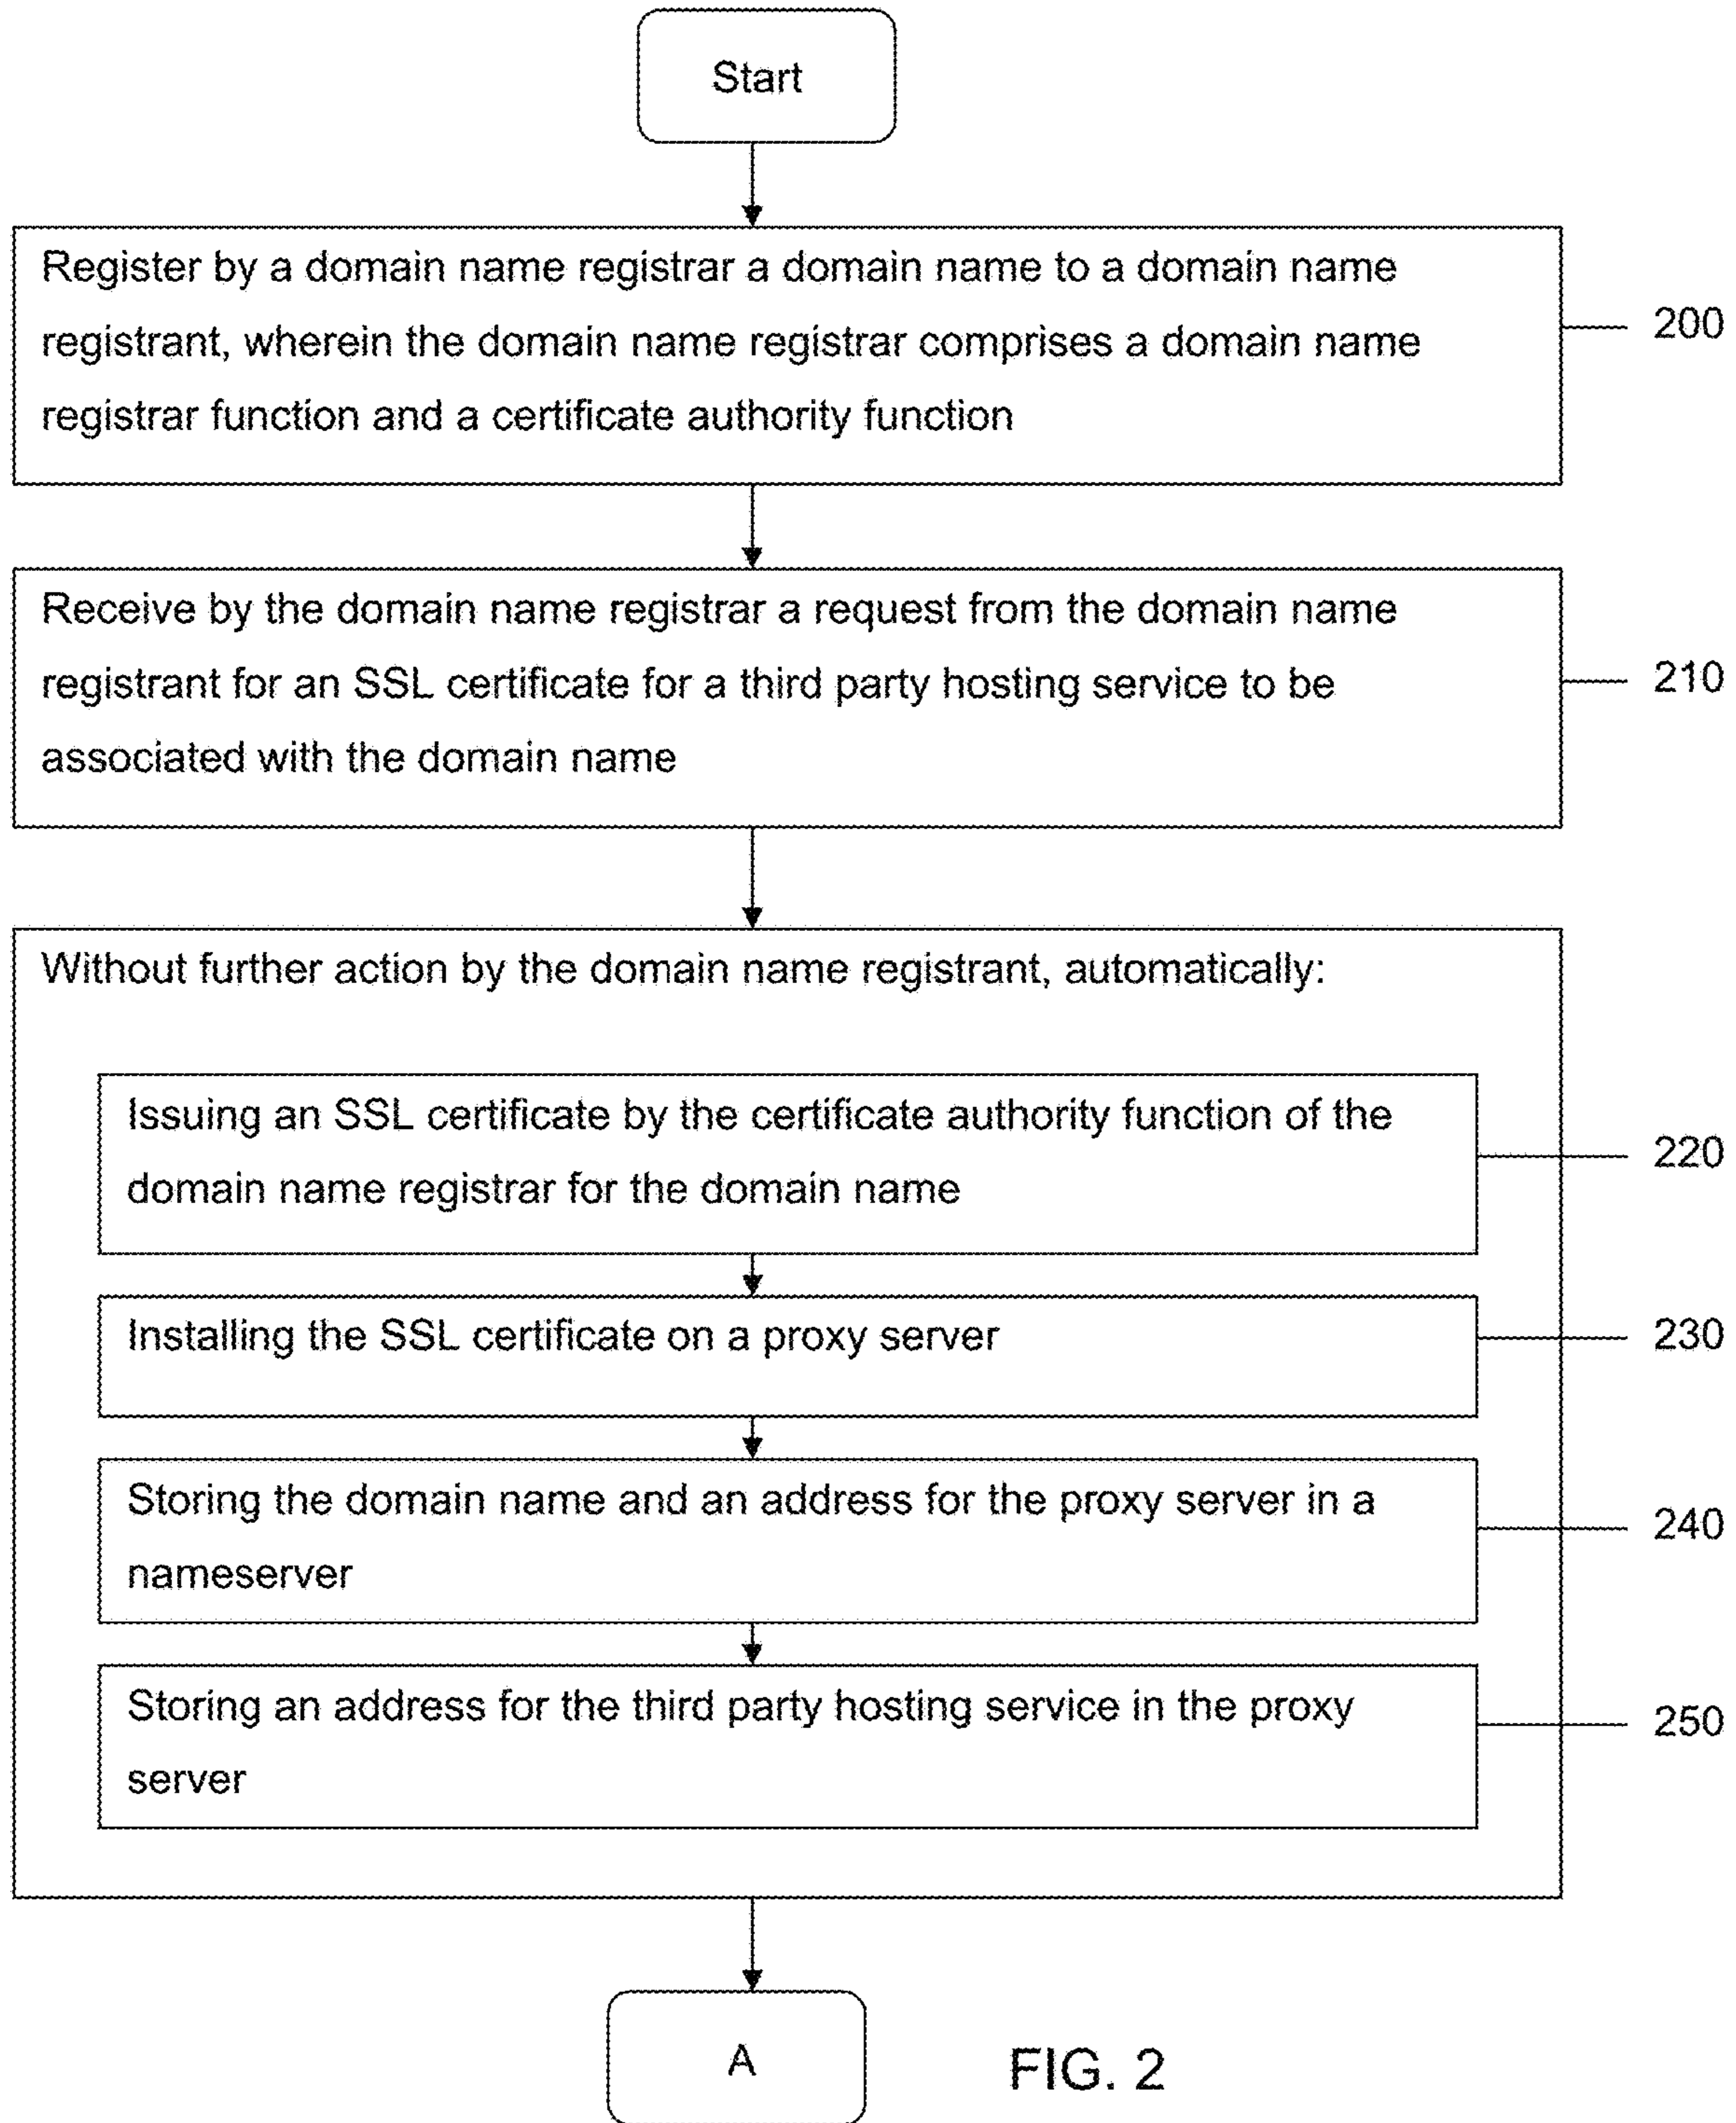 Start
Register by a domain name registrar a domain name to a domain name
registrant, wherein the domain name registrar comprises a domain name
registrar function and a certificate authority function
200
Receive by the domain name registrar a request from the domain name
registrant for an SSL certificate for a third party hosting service to be
associated with the domain name
210
Without further action by the domain name registrant, automatically:
Issuing an SSL certificate by the certificate authority function of the
domain name registrar for the domain name
220
Installing the SSL certificate on a proxy server
230
Storing the domain name and an address for the proxy server in a
nameserver
240
Storing an address for the third party hosting service in the proxy
server
250
A
FIG. 2